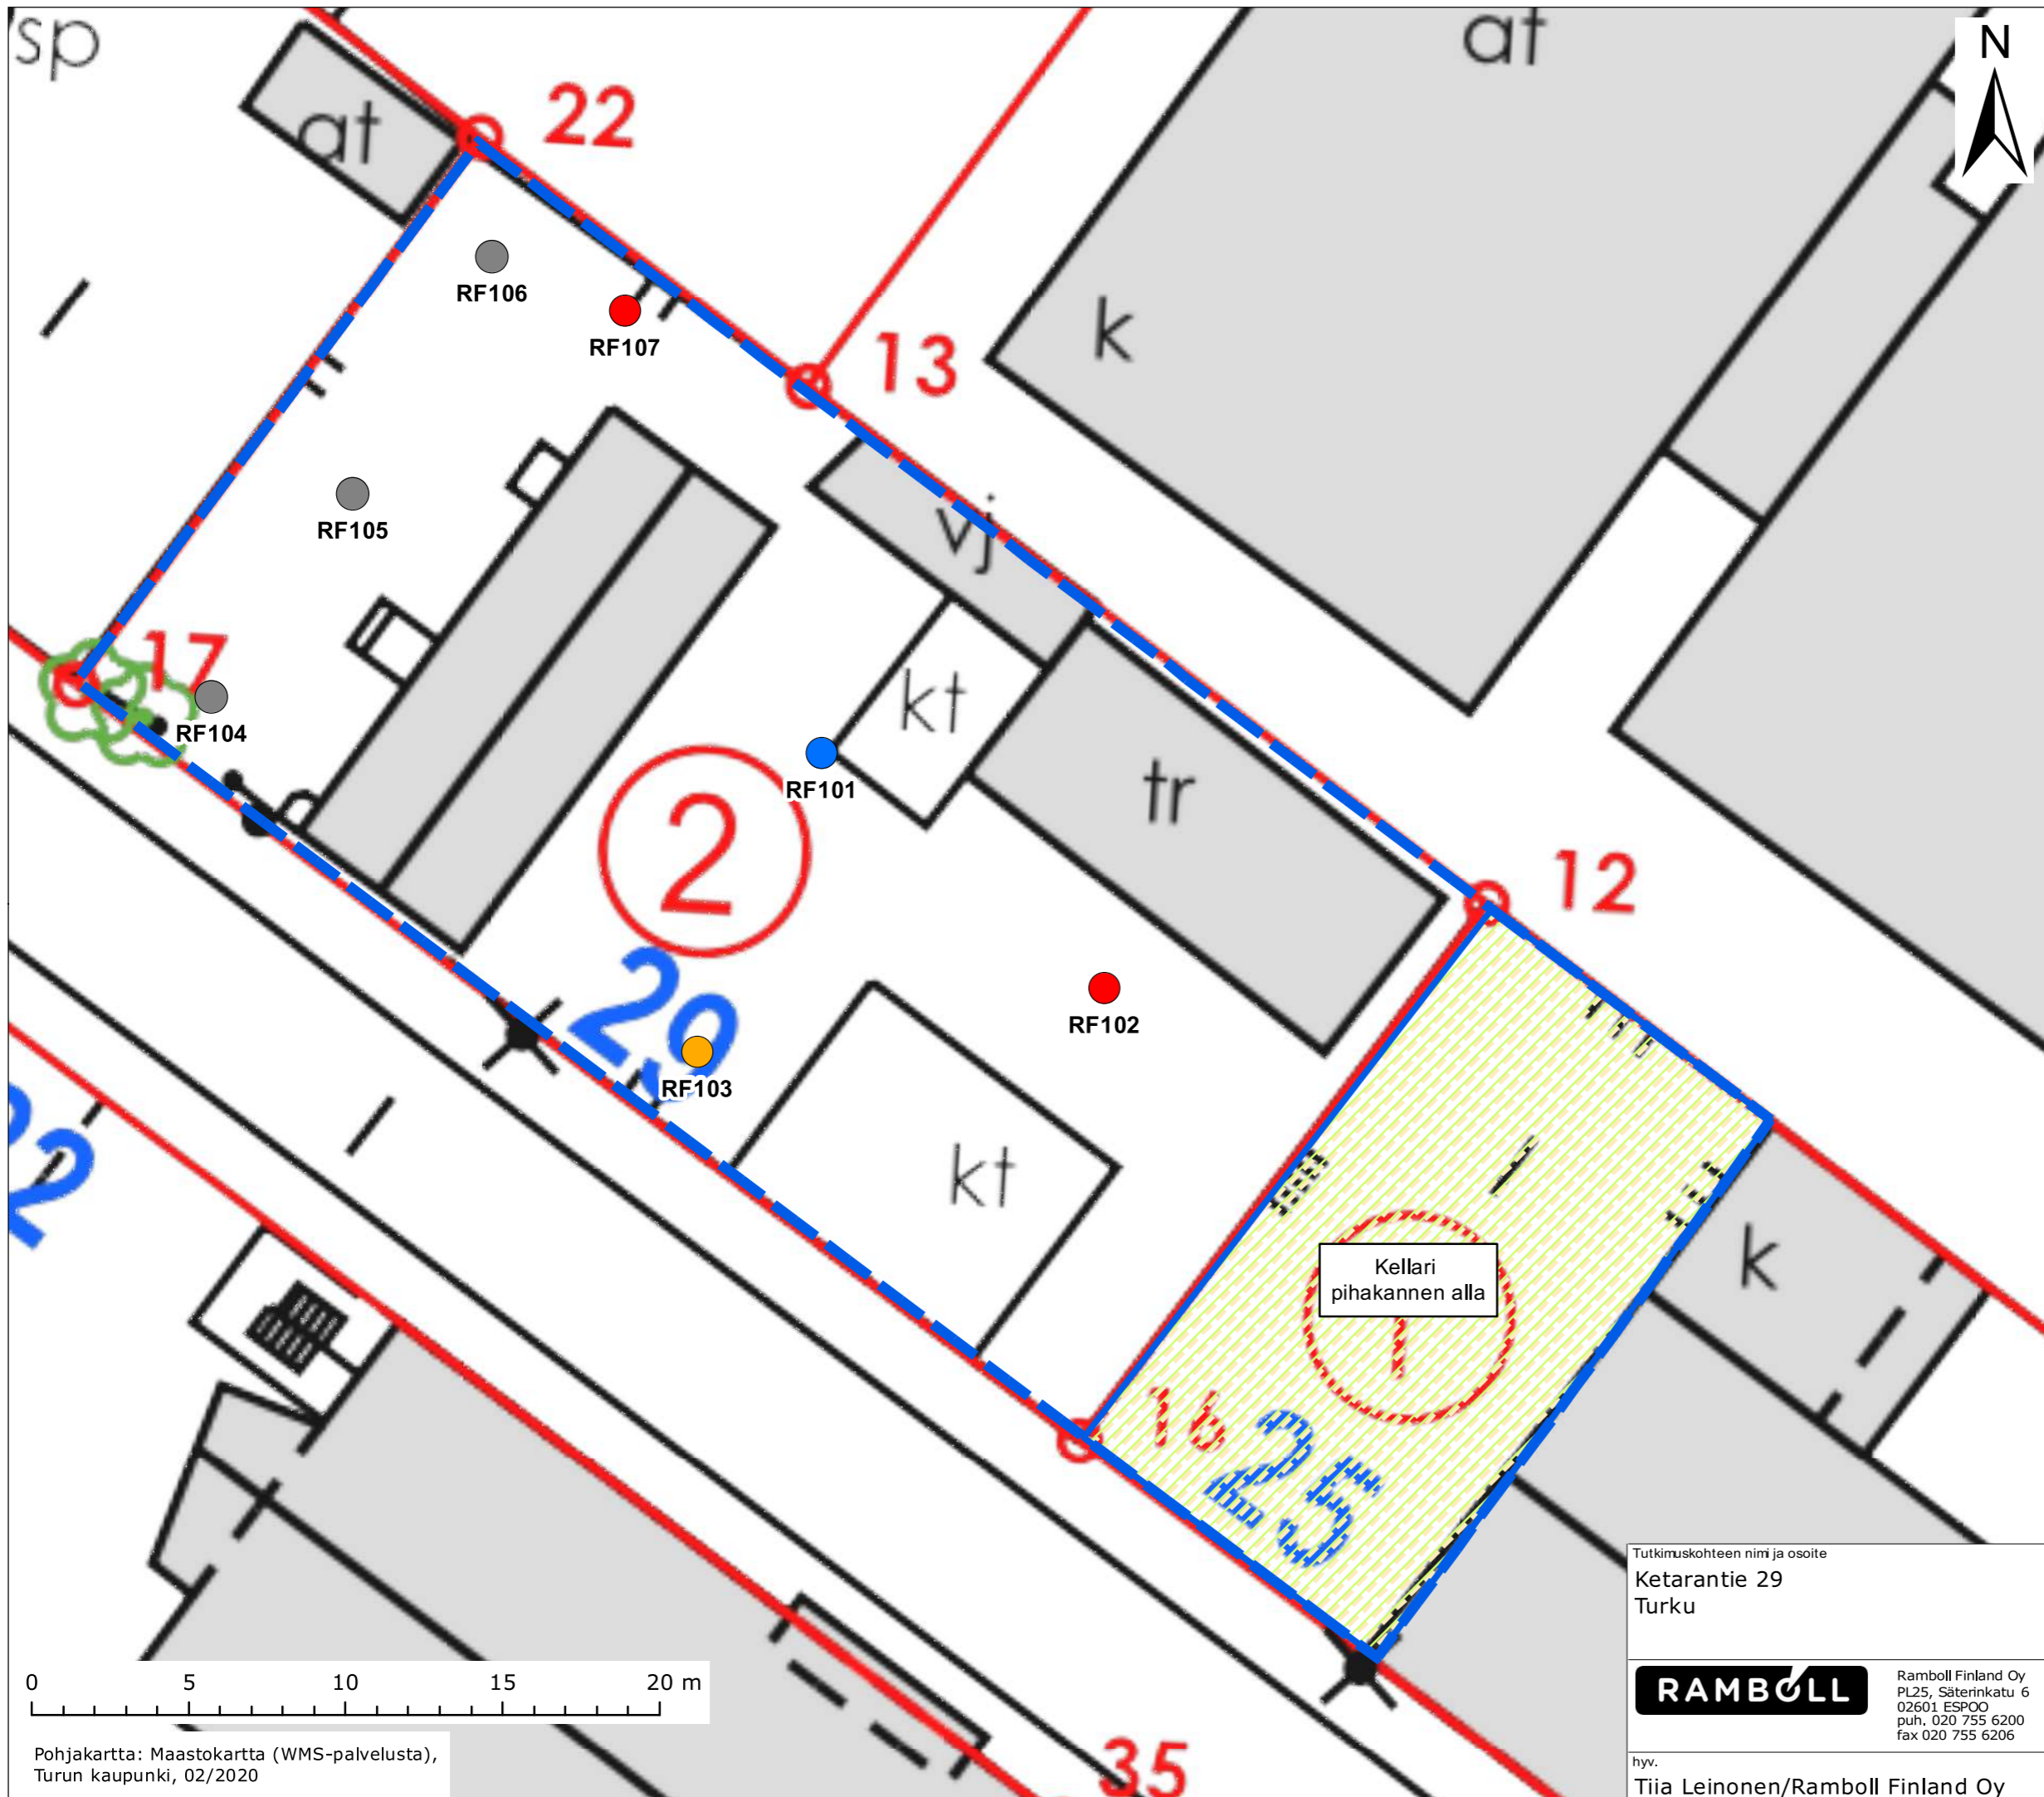 sp
at
N
at
22
13
k
RF106
RF107
vj
RF105
17
kt
RF104
RF101
tr
2
12
29
RF102
RF103
kt
22
k
Kellari
pihakannen alla
1
16
25
Tutkimuskohteen nimi ja osoite
Ketarantie 29
Turku
RAMBOLL
Ramboll Finland Oy
PL25, Säterinkatu 6
02601 ESPOO
puh. 020 755 6200
fax 020 755 6206
hyv.
Tiia Leinonen/Ramboll Finland Oy
0 5 10 15 20 m
Pohjakartta: Maastokartta (WMS-palvelusta),
Turun kaupunki, 02/2020
35